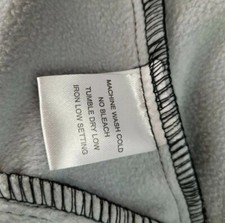 MACHINE WASH COLD
NO BLEACH
TUMBLE DRY LOW
IRON LOW SETTING